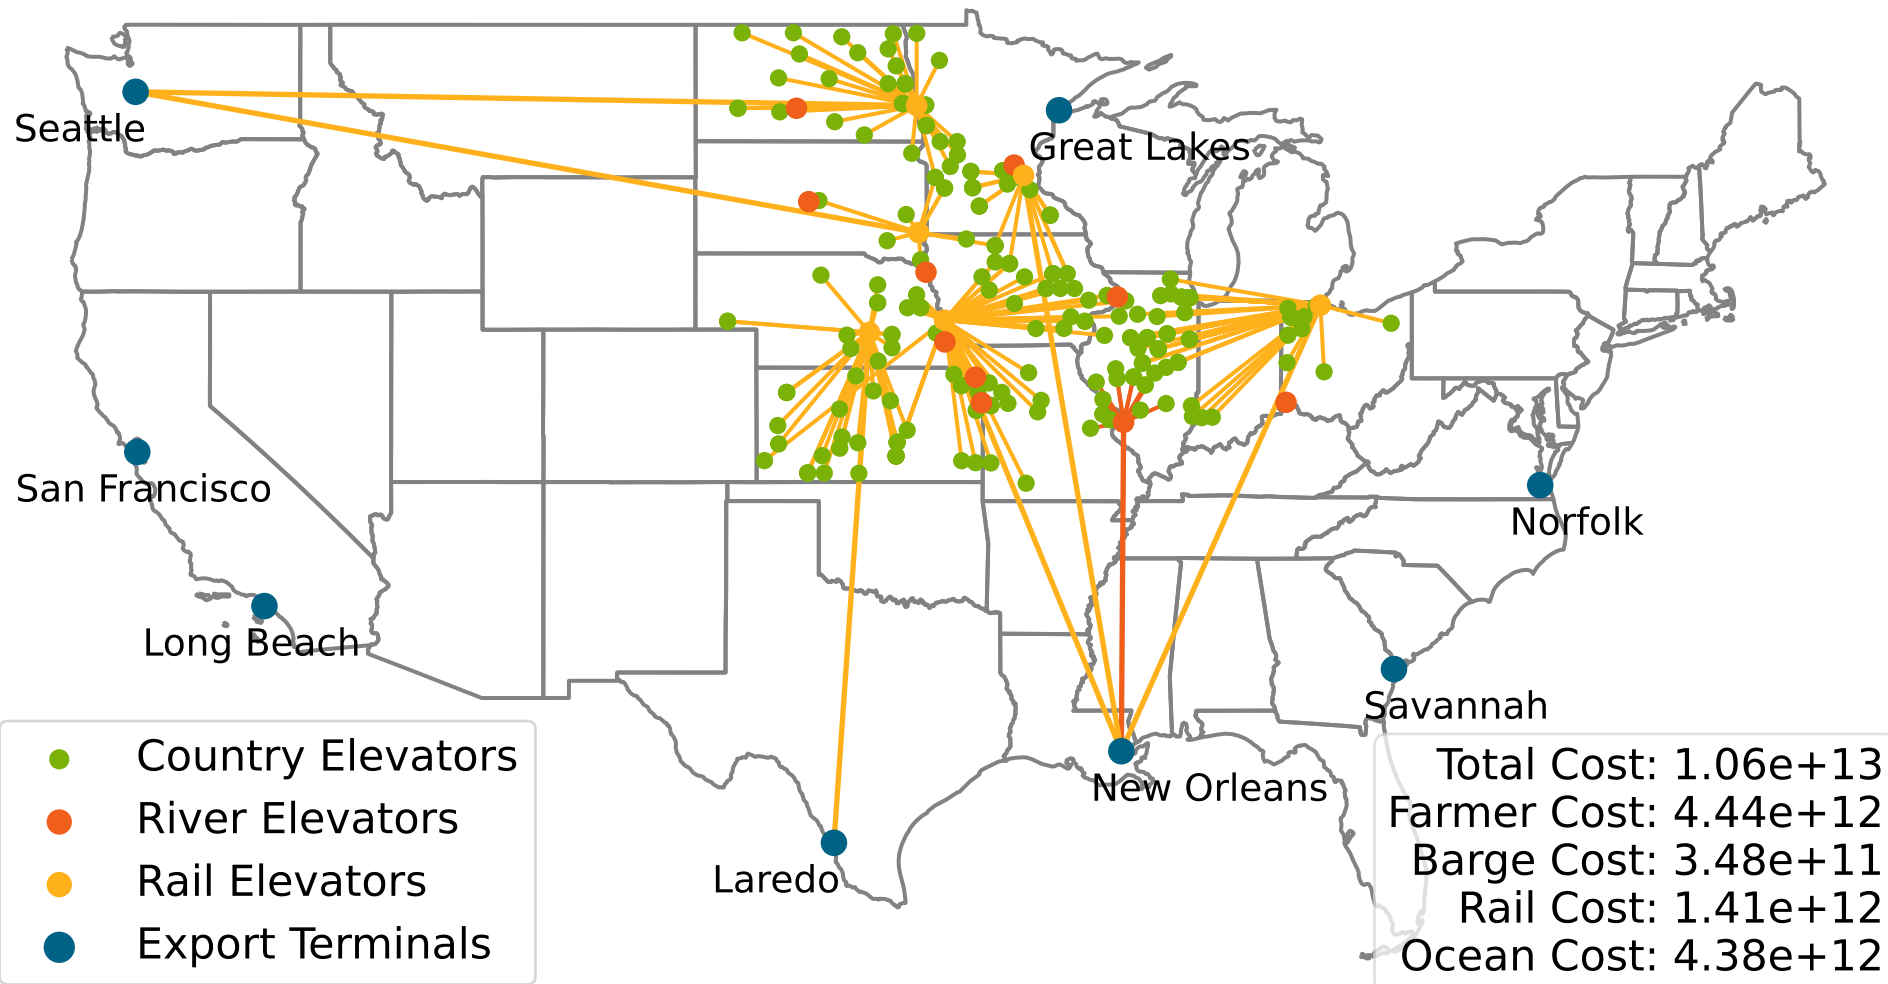 Seattle
Great Lakes
San Francisco
Norfolk
Long Beach
Savannah
New Orleans
Laredo
Country Elevators
River Elevators
Rail Elevators
Export Terminals
Total Cost: 1.06e+13
Farmer Cost: 4.44e+12
Barge Cost: 3.48e+11
Rail Cost: 1.41e+12
Ocean Cost: 4.38e+12